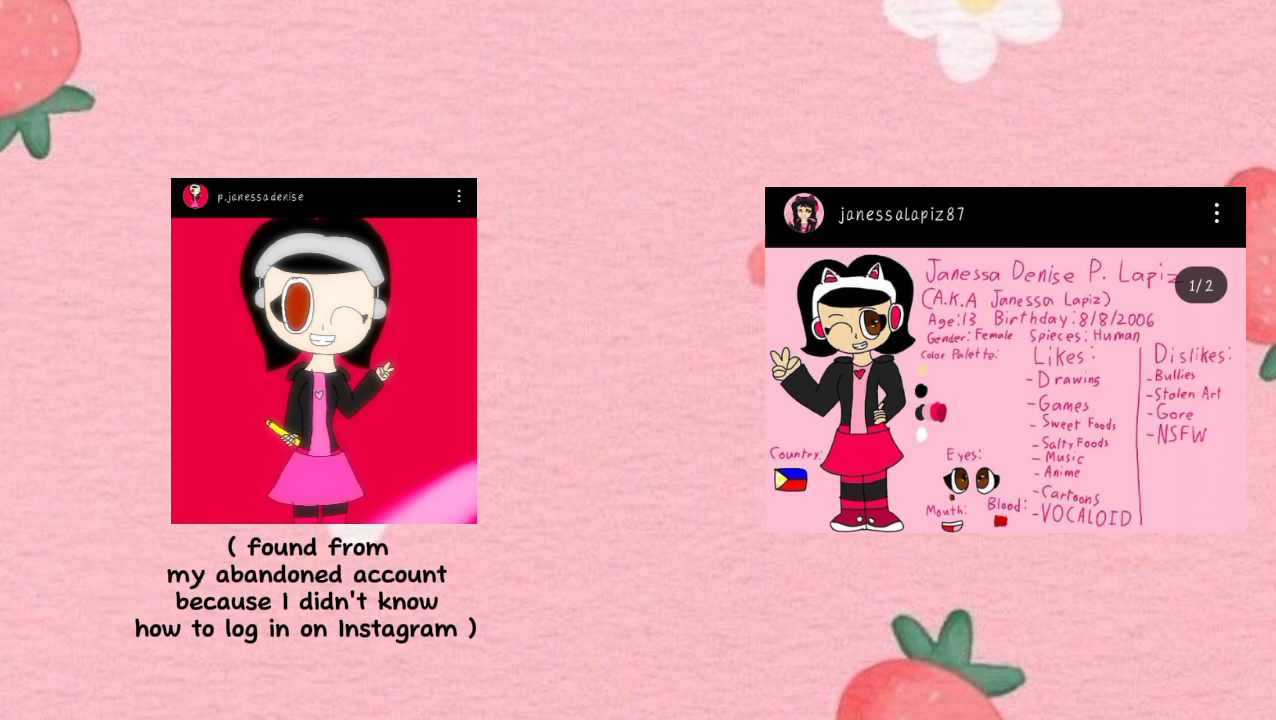 p.janessadenise
( found from
my abandoned account
because I didn't know
how to log in on Instagram )
janessalapiz87
1/2
Janessa Denise P. Lapiz
(A.K.A Janessa Lapiz)
Age:13 Birthday:8/8/2006
Gender: Female Spieces: Human
Color Palette:
Likes:
-Drawing
-Games
- Sweet Foods
- Salty Foods
- Music
- Anime
-Cartoons
-VOCALOID
Dislikes:
-Bullies
-Stolen Art
-Gore
-NSFW
Country:
Eyes:
Mouth:
Blood: